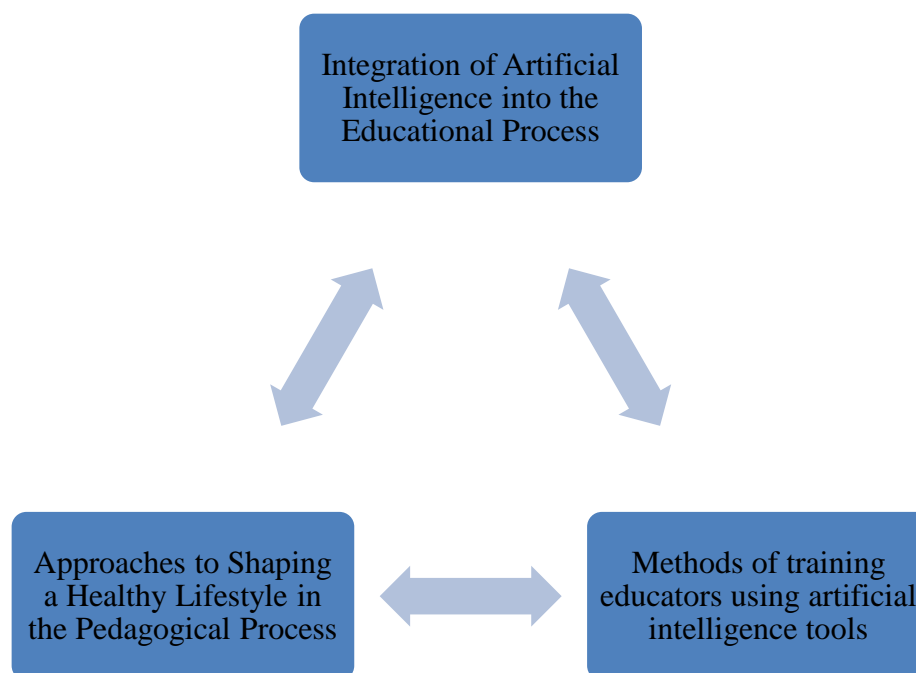 Integration of Artificial
Intelligence into the
Educational Process
Approaches to Shaping
a Healthy Lifestyle in
the Pedagogical Process
Methods of training
educators using artificial
intelligence tools